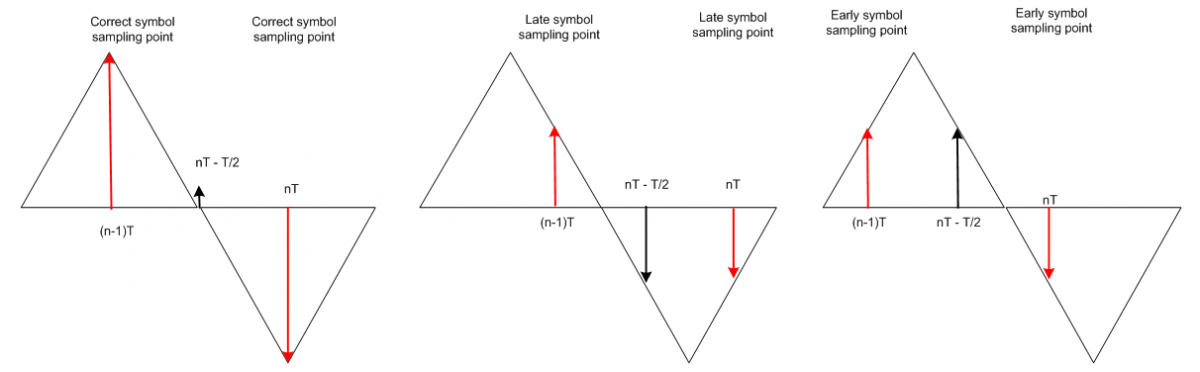 Correct symbol
sampling point
Correct symbol
sampling point
nT - T/2
nT
(n-1)T
Late symbol
sampling point
Late symbol
sampling point
nT - T/2
nT
(n-1)T
Early symbol
sampling point
Early symbol
sampling point
nT
(n-1)T
nT - T/2